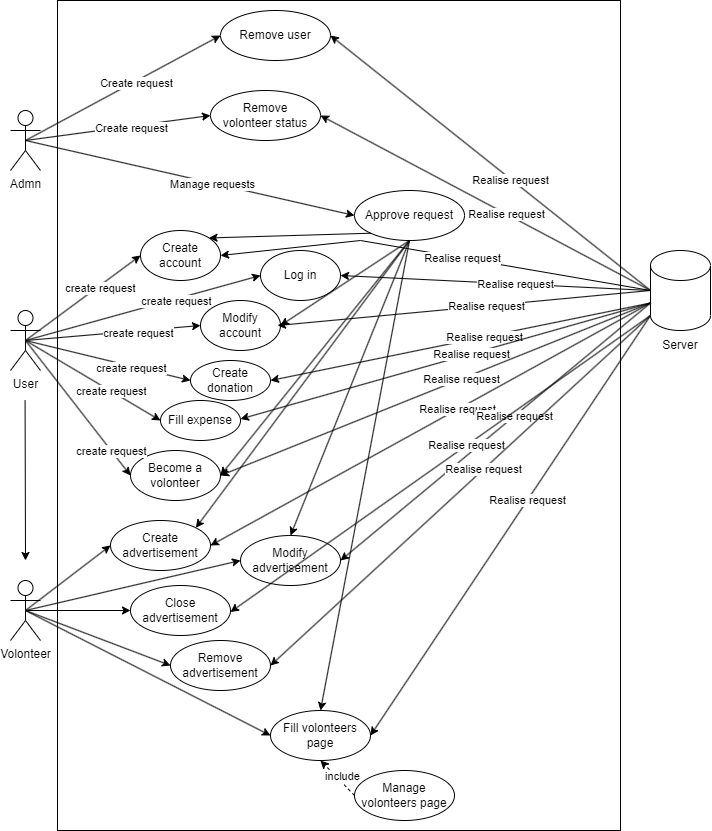 Remove user
Create request
Remove
volunteer status
Create request
Admn
Manage requests
Realise request
Approve request
Realise request
Create
account
Realise request
Log in
Realise request
create request
create request
Modify
account
Realise request
create request
User
Server
Realise request
Realise request
create request
Create
donation
Realise request
create request
Fill expense
Realise request
Realise request
Realise request
create request
Become a
volunteer
Realise request
Realise request
Create
advertisement
Modify
advertisement
Close
advertisement
Volonteer
Remove
advertisement
Fill volonteers
page
include
Manage
volonteers page